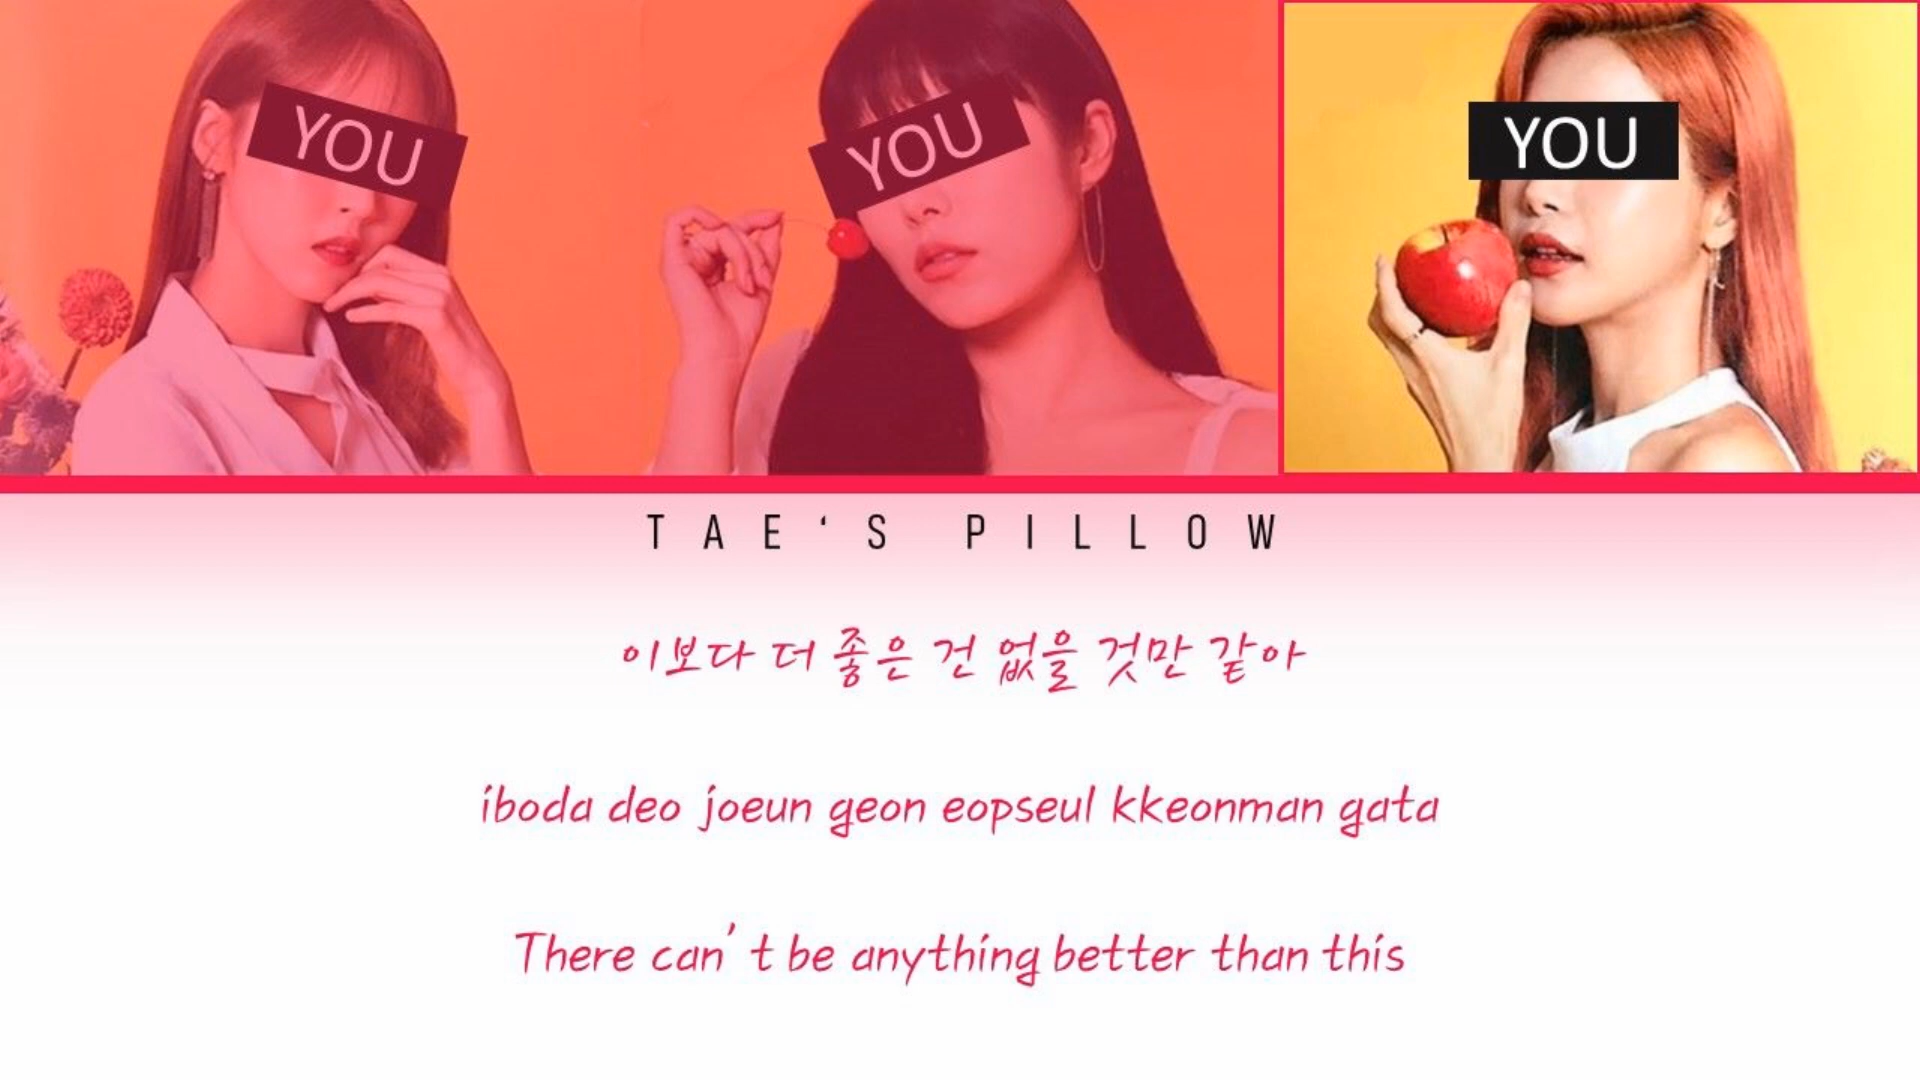 YOU
YOU
YOU
TAE‘S PILLOW
이보다 더 좋은 건 없을 것만 같아
iboda deo joeun geon eopseul kkeonman gata
There can't be anything better than this